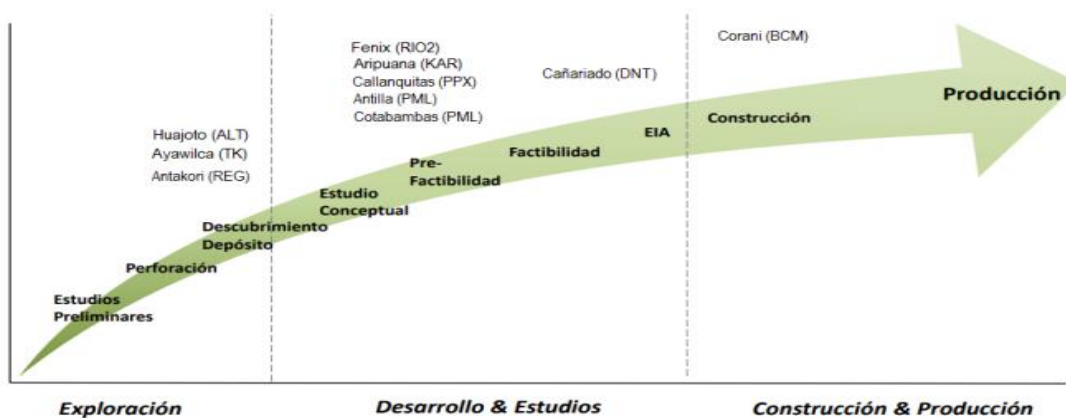 Corani (BCM)
Fenix (RIO2)
Aripuana (KAR)
Callanquitas (PPX)
Antilla (PML)
Cotabambas (PML)
Cañariado (DNT)
Producción
Construcción
EIA
Huajoto (ALT)
Ayawilca (TK)
Antakori (REG)
Factibilidad
Pre-
Factibilidad
Estudio
Conceptual
Descubrimiento
Depósito
Perforación
Estudios
Preliminares
Exploración
Desarrollo & Estudios
Construcción & Producción